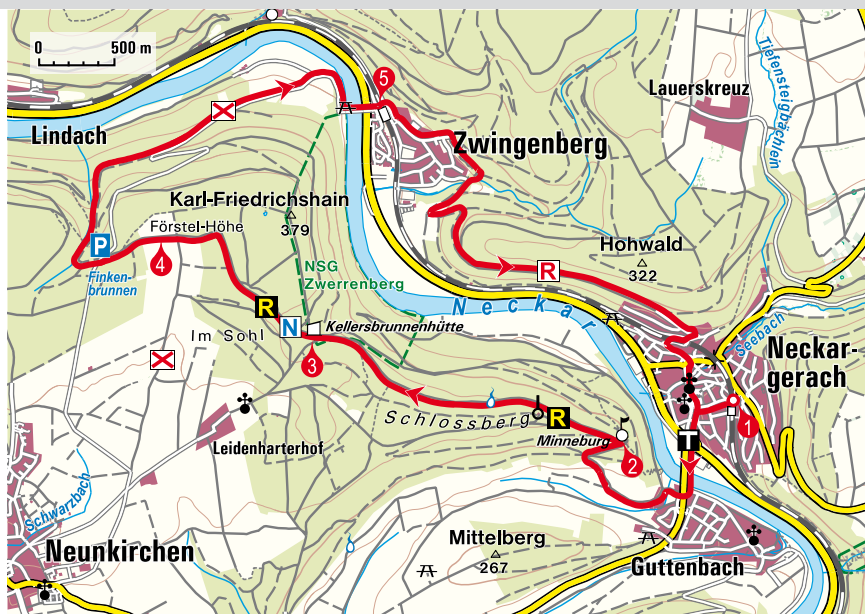 0 500 m
Lindach
5
Zwingenberg
Lauerskreuz
Tiefensteigbächlein
Karl-Friedrichshain
379
Förstel-Höhe
P
4
Finken-
brunnen
NSG
Zwerrenberg
R
Hohwald
322
R
N
Kellersbrunnenhütte
Im Sohl
3
Neckar
Seebach
Neckar-
gerach
1
Schlossberg
R
Minneburg
2
T
Leidenharterhof
Schwarzbach
Neunkirchen
Mittelberg
267
Guttenbach